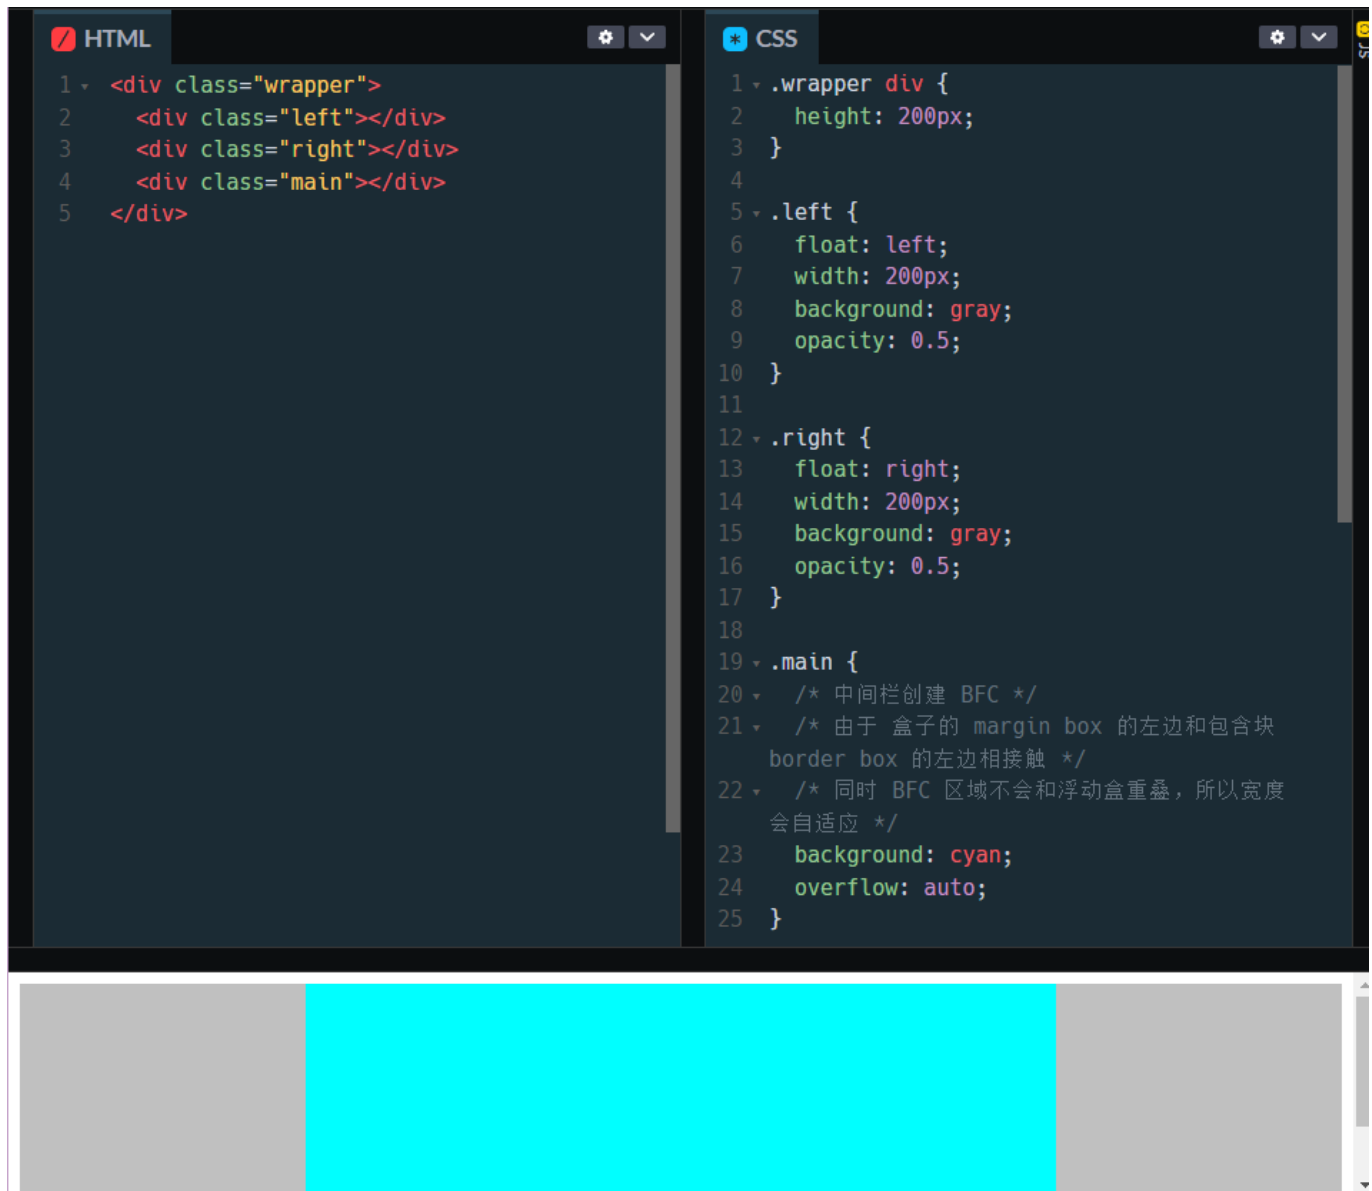 HTML
1 <div class="wrapper">
2 <div class="left"></div>
3 <div class="right"></div>
4 <div class="main"></div>
5 </div>
CSS
1 .wrapper div {
2 height: 200px;
3 }
4
5 .left {
6 float: left;
7 width: 200px;
8 background: gray;
9 opacity: 0.5;
10 }
11
12 .right {
13 float: right;
14 width: 200px;
15 background: gray;
16 opacity: 0.5;
17 }
18
19 .main {
20 /* 中间栏创建 BFC */
21 /* 由于 盒子的 margin box 的左边和包含块
border box 的左边相接触 */
22 /* 同时 BFC 区域不会和浮动盒重叠，所以宽度
会自适应 */
23 background: cyan;
24 overflow: auto;
25 }
JS